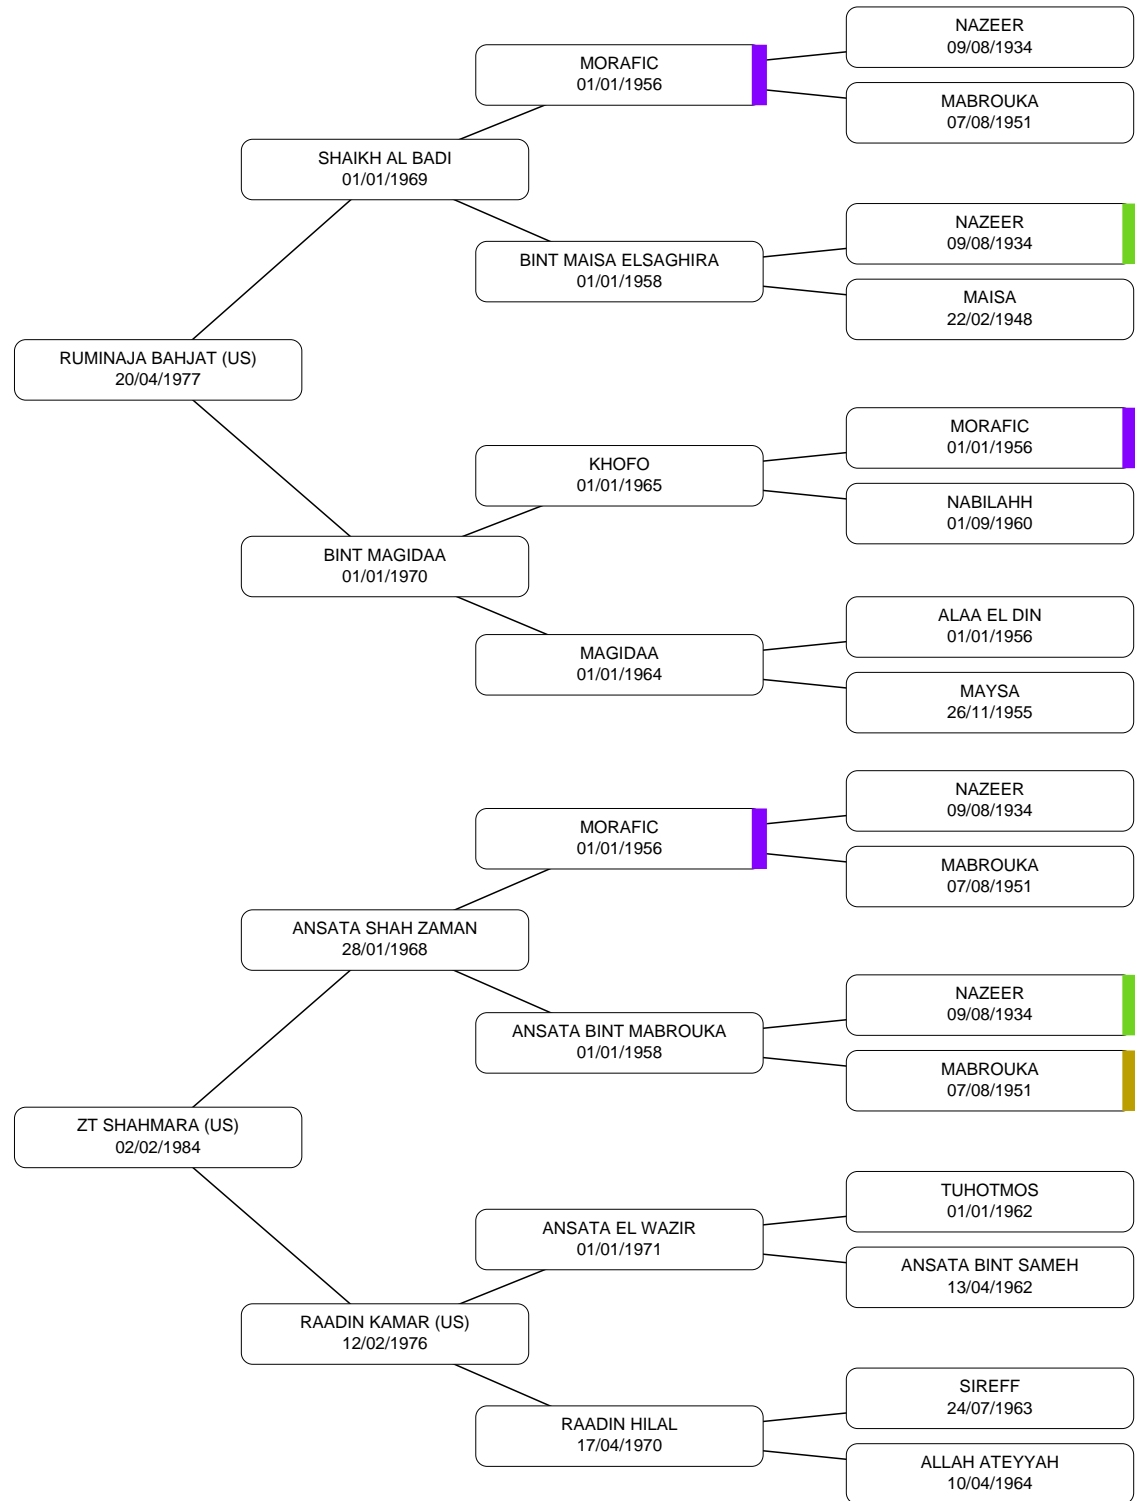 NAZEER
09/08/1934
MORAFIC
01/01/1956
MABROUKA
07/08/1951
SHAIKH AL BADI
01/01/1969
NAZEER
09/08/1934
BINT MAISA ELSAGHIRA
01/01/1958
MAISA
22/02/1948
RUMINAJA BAHJAT (US)
20/04/1977
MORAFIC
01/01/1956
KHOFO
01/01/1965
NABILAHH
01/09/1960
BINT MAGIDAA
01/01/1970
ALAA EL DIN
01/01/1956
MAGIDAA
01/01/1964
MAYSA
26/11/1955
NAZEER
09/08/1934
MORAFIC
01/01/1956
MABROUKA
07/08/1951
ANSATA SHAH ZAMAN
28/01/1968
NAZEER
09/08/1934
ANSATA BINT MABROUKA
01/01/1958
MABROUKA
07/08/1951
ZT SHAHMARA (US)
02/02/1984
TUHOTMOS
01/01/1962
ANSATA EL WAZIR
01/01/1971
ANSATA BINT SAMEH
13/04/1962
RAADIN KAMAR (US)
12/02/1976
SIREFF
24/07/1963
RAADIN HILAL
17/04/1970
ALLAH ATEYYAH
10/04/1964